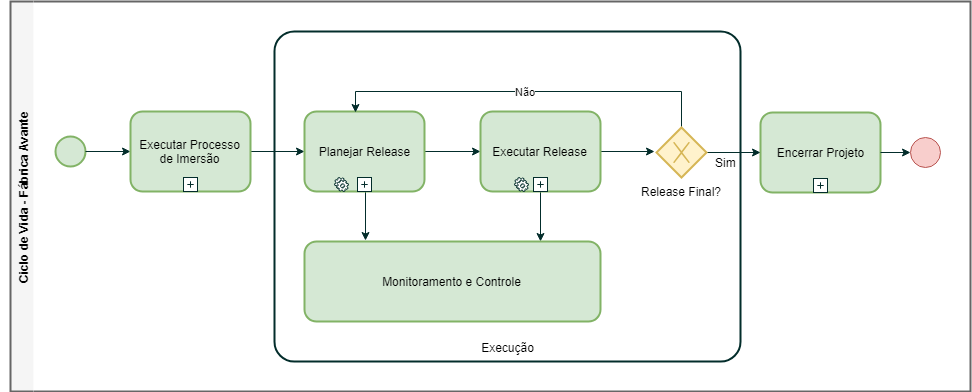 Ciclo de Vida - Fábrica Avante
Não
Executar Processo
de Imersão
Planejar Release
Executar Release
Sim
Release Final?
Encerrar Projeto
Monitoramento e Controle
Execução